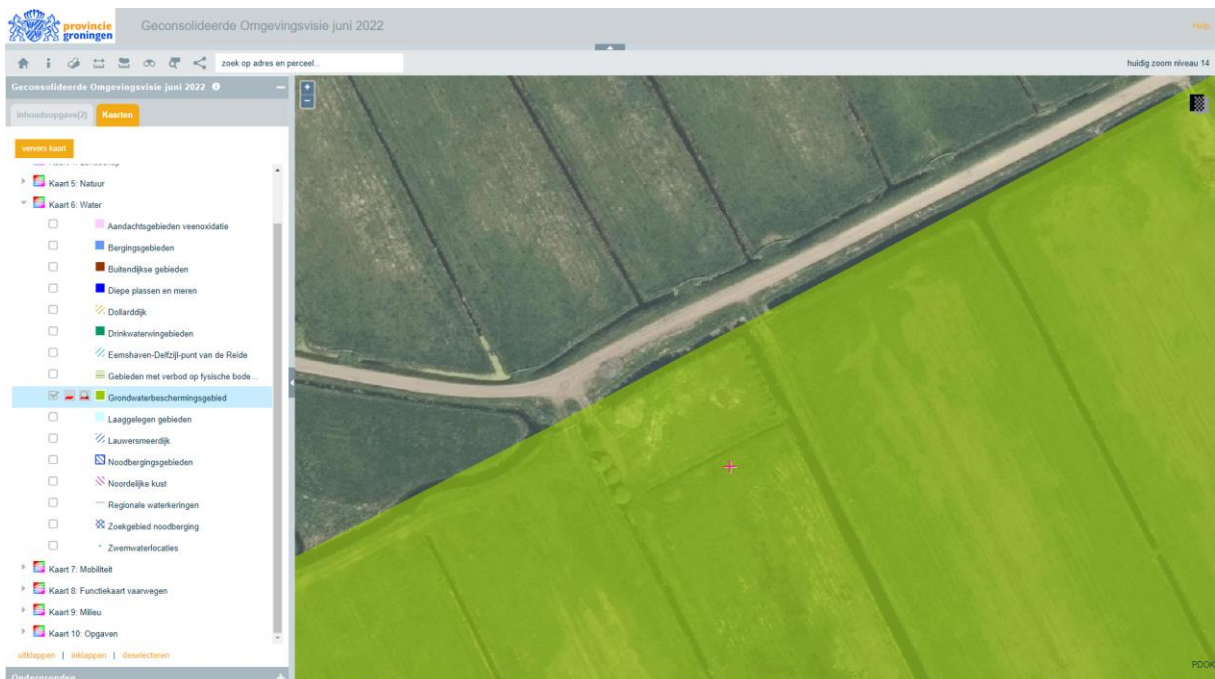 provincie
groningen
Geconsolideerde Omgevingsvisie juni 2022
Help
zoek op adres en perceel...
huidig zoom niveau 14
Geconsolideerde Omgevingsvisie juni 2022
inhoudsopgave(2)
Kaarten
ververs kaart
Kaart 5: Natuur
Kaart 6: Water
Aandachtsgebieden veenoxidatie
Bergingsgebieden
Buitendijkse gebieden
Diepe plassen en meren
Dollarddijk
Drinkwaterwingebieden
Eemshaven-Delfzijl-punt van de Reide
Gebieden met verbod op fysische bode...
Grondwaterbeschermingsgebied
Laaggelegen gebieden
Lauwersmeerdijk
Noodbergingsgebieden
Noordelijke kust
Regionale waterkeringen
Zoekgebied noodberging
Zwemwaterlocaties
Kaart 7: Mobiliteit
Kaart 8: Functiekaart vaarwegen
Kaart 9: Milieu
Kaart 10: Opgaven
uitklappen | inklappen | deselecteren
Ondergronden
PDOK